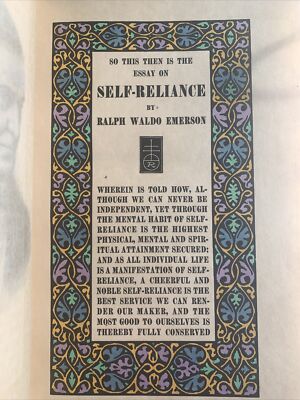 SO THIS THEN IS THE
ESSAY ON
SELF-RELIANCE
BY
RALPH WALDO EMERSON
R
WHEREIN IS TOLD HOW, AL-
THOUGH WE CAN NEVER BE
INDEPENDENT, YET THROUGH
THE MENTAL HABIT OF SELF-
RELIANCE IS THE HIGHEST
PHYSICAL, MENTAL AND SPIR-
ITUAL ATTAINMENT SECURED:
AND AS ALL INDIVIDUAL LIFE
IS A MANIFESTATION OF SELF-
RELIANCE, A CHEERFUL AND
NOBLE SELF-RELIANCE IS THE
BEST SERVICE WE CAN REN-
DER OUR MAKER, AND THE
MOST GOOD TO OURSELVES IS
THEREBY FULLY CONSERVED